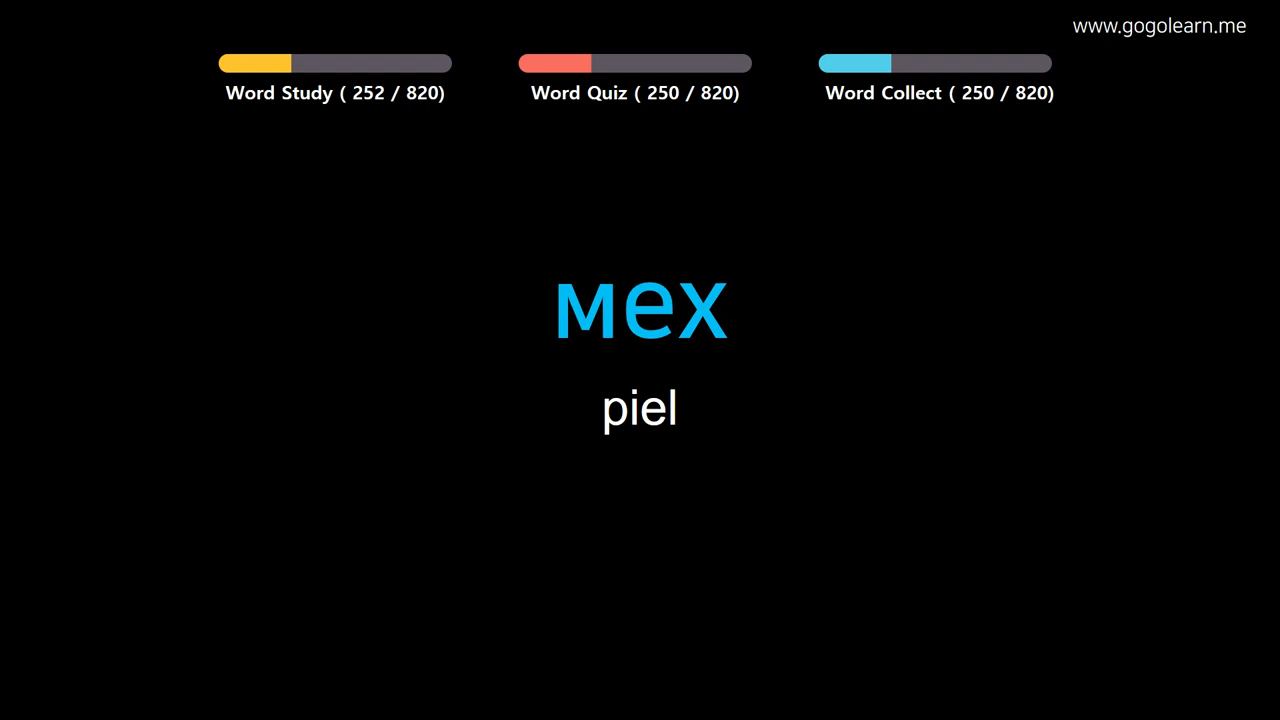 www.gogolearn.me
Word Study ( 252 / 820)
Word Quiz ( 250 / 820)
Word Collect ( 250 / 820)
мех
piel